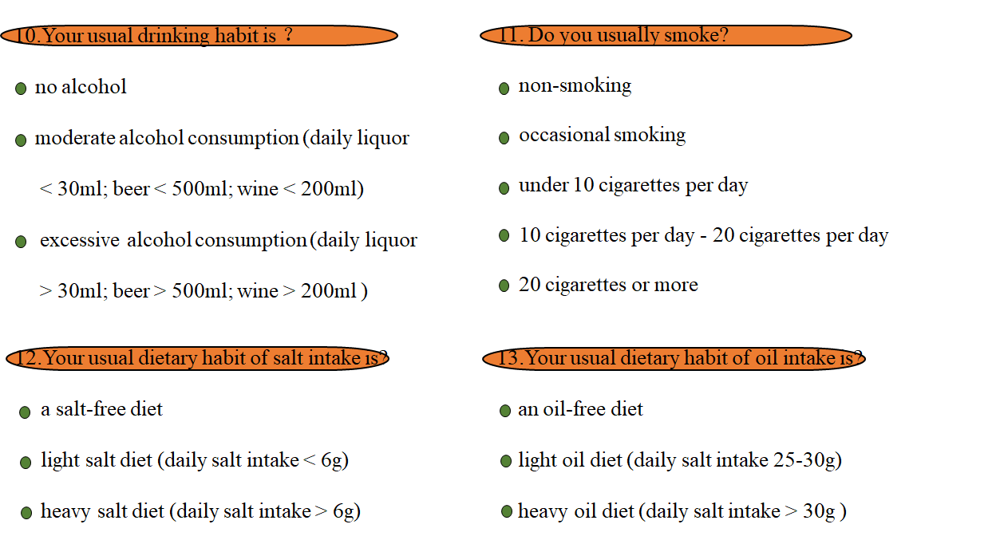 10.Your usual drinking habit is ?
no alcohol
moderate alcohol consumption (daily liquor
< 30ml; beer < 500ml; wine < 200ml)
excessive alcohol consumption (daily liquor
> 30ml; beer > 500ml; wine > 200ml )
11. Do you usually smoke?
non-smoking
occasional smoking
under 10 cigarettes per day
10 cigarettes per day - 20 cigarettes per day
20 cigarettes or more
12.Your usual dietary habit of salt intake is?
a salt-free diet
light salt diet (daily salt intake < 6g)
heavy salt diet (daily salt intake > 6g)
13.Your usual dietary habit of oil intake is?
an oil-free diet
light oil diet (daily salt intake 25-30g)
heavy oil diet (daily salt intake > 30g )